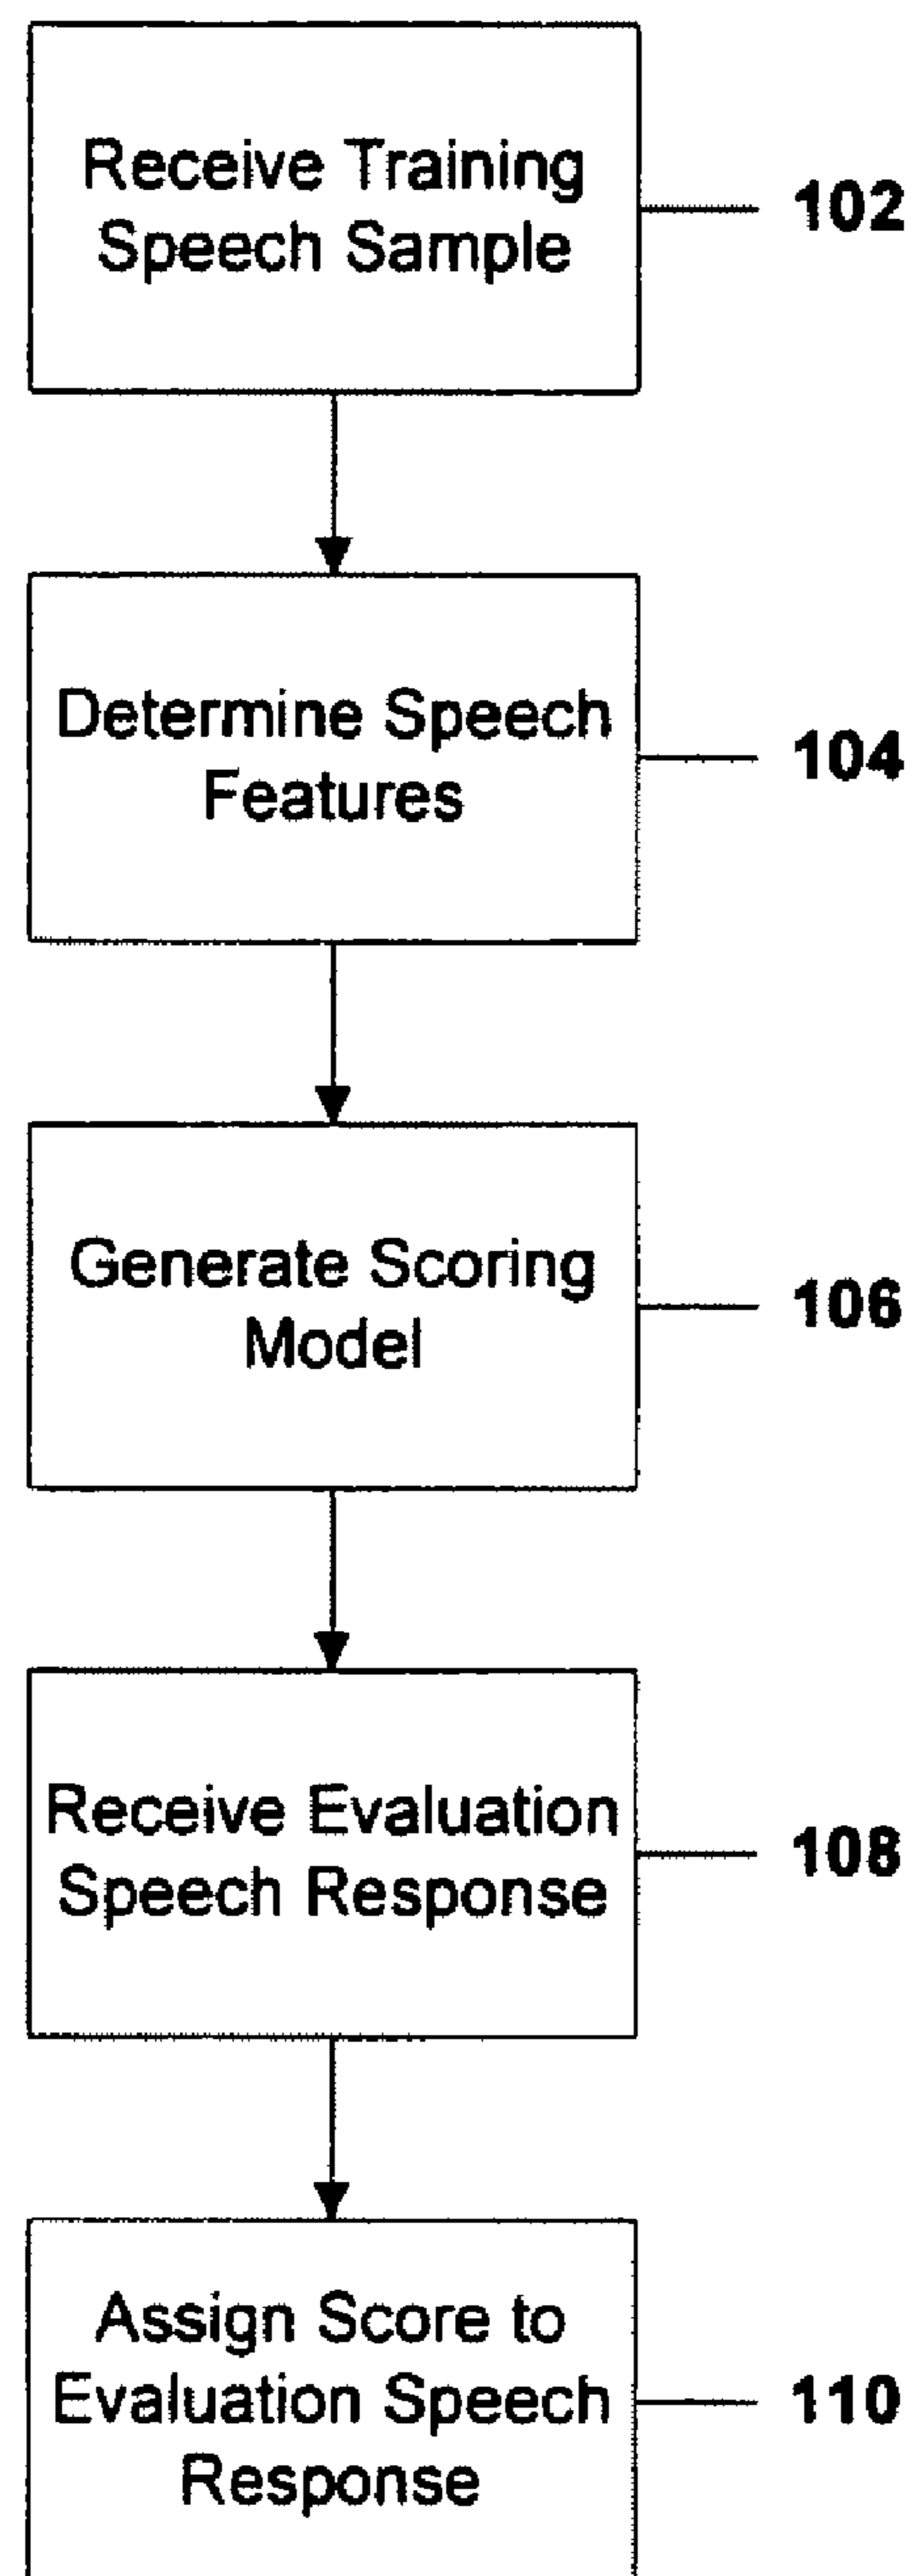 Receive Training
Speech Sample
102
Determine Speech
Features
104
Generate Scoring
Model
106
Receive Evaluation
Speech Response
108
Assign Score to
Evaluation Speech
Response
110